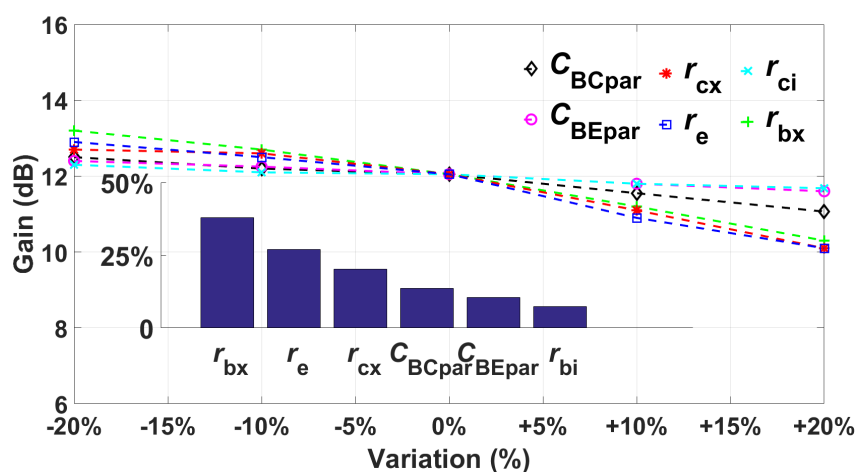 16
14
12
10
8
6
Gain (dB)
C_BCpar r_cx r_ci
C_BEpar r_e r_bx
50%
25%
0
r_bx r_e r_cx C_BCpar C_BEpar r_bi
-20% -15% -10% -5% 0% +5% +10% +15% +20%
Variation (%)